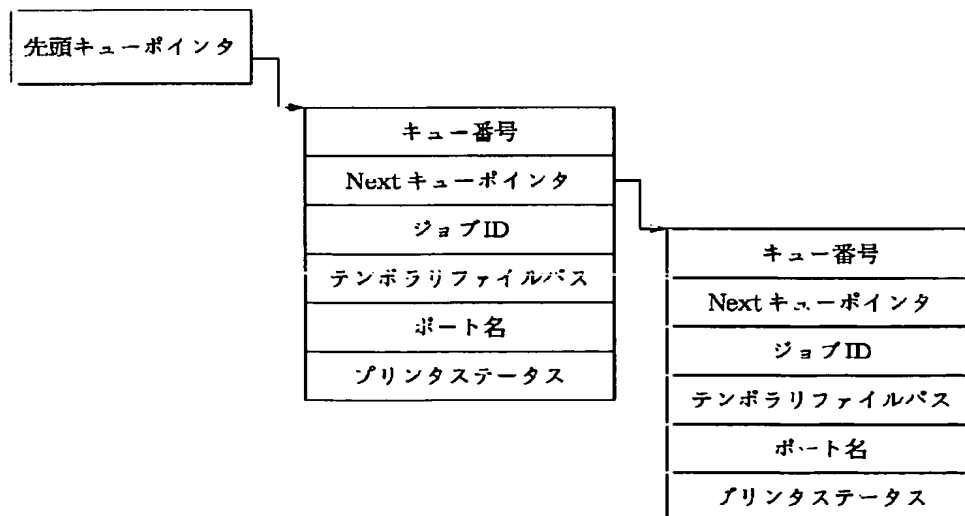 先頭キューポインタ
キュー番号
Nextキューポインタ
ジョブID
テンポラリファイルパス
ポート名
プリンタステータス
キュー番号
Nextキューポインタ
ジョブID
テンポラリファイルパス
ポート名
プリンタステータス